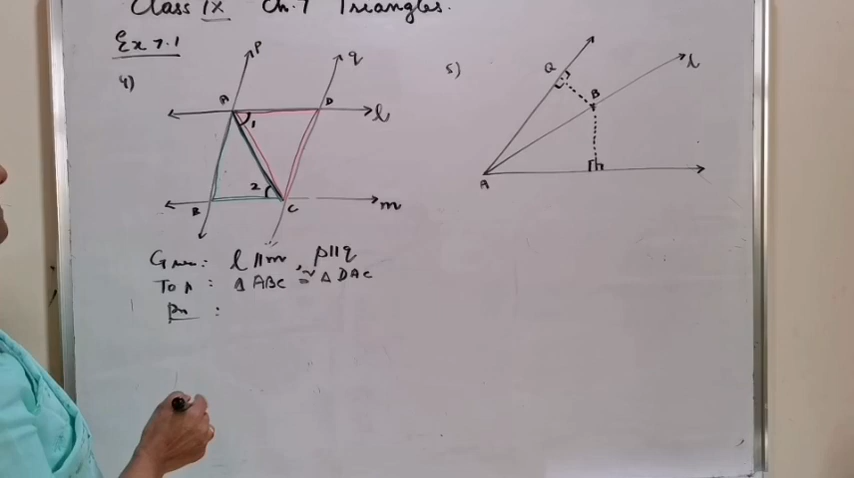 Class IX Ch. 7 Triangles.
Ex 7.1
4)
P
q
A
D
l
1
2
B
C
m
Given: l || m, p || q
To P: Δ ABC ≅ Δ DAC
Pr :
5)
Q
B
l
A